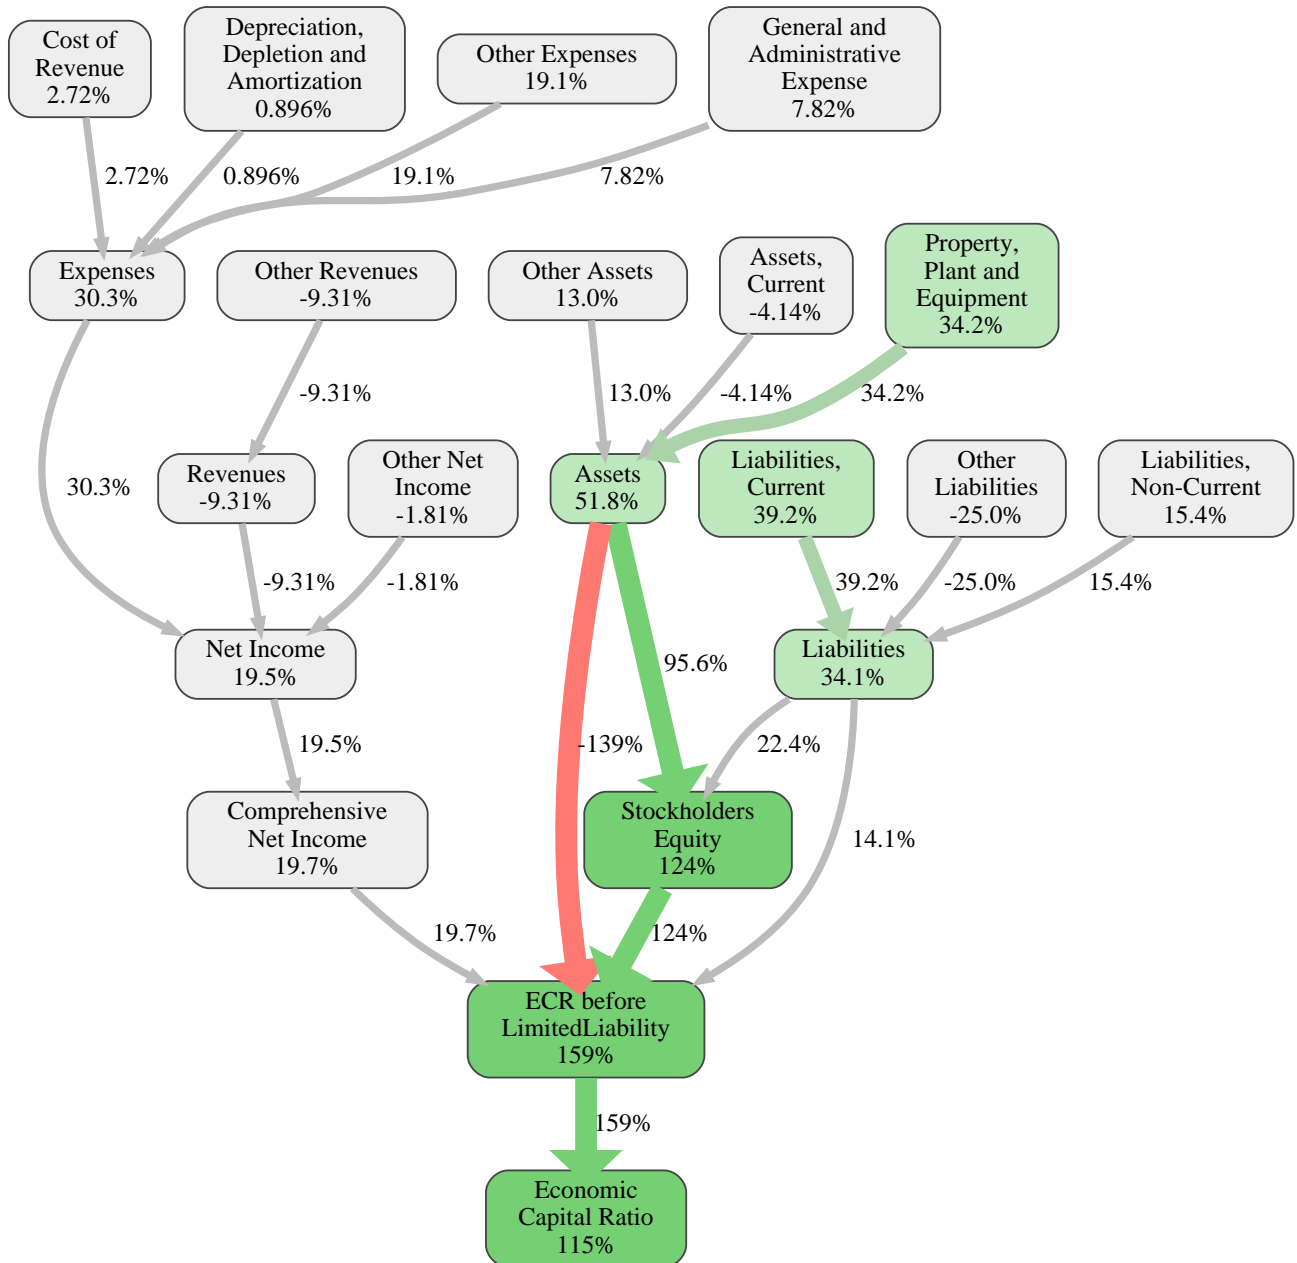 Cost of
Revenue
2.72%
Depreciation,
Depletion and
Amortization
0.896%
Other Expenses
19.1%
General and
Administrative
Expense
7.82%
2.72%
0.896%
19.1%
7.82%
Expenses
30.3%
Other Revenues
-9.31%
Other Assets
13.0%
Assets,
Current
-4.14%
Property,
Plant and
Equipment
34.2%
-9.31%
13.0%
-4.14%
34.2%
30.3%
Revenues
-9.31%
Other Net
Income
-1.81%
Assets
51.8%
Liabilities,
Current
39.2%
Other
Liabilities
-25.0%
Liabilities,
Non-Current
15.4%
-9.31%
-1.81%
39.2%
-25.0%
15.4%
Net Income
19.5%
95.6%
Liabilities
34.1%
19.5%
-139%
22.4%
Comprehensive
Net Income
19.7%
Stockholders
Equity
124%
14.1%
19.7%
124%
ECR before
LimitedLiability
159%
159%
Economic
Capital Ratio
115%